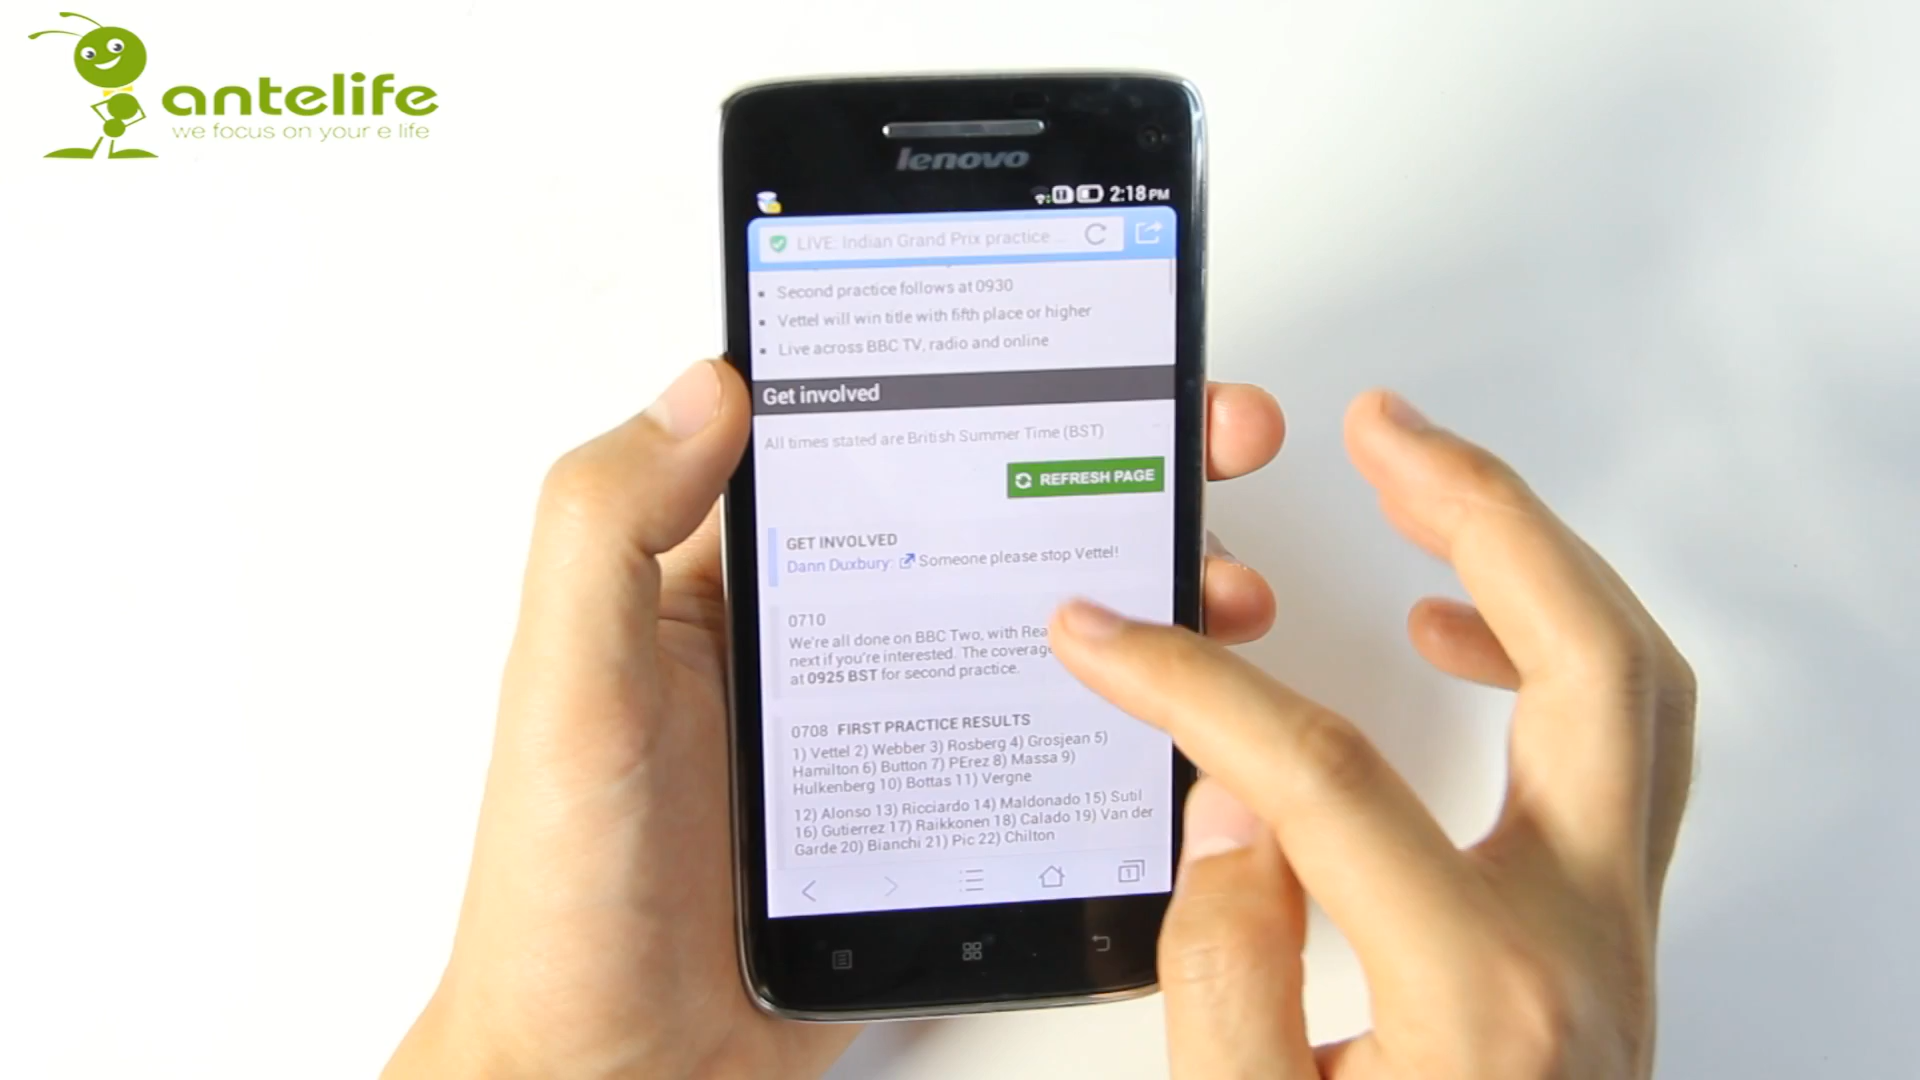 antelife
we focus on your e life
lenovo
2:18 PM
LIVE: Indian Grand Prix practice ...
Second practice follows at 0930
Vettel will win title with fifth place or higher
Live across BBC TV, radio and online
Get involved
All times stated are British Summer Time (BST)
REFRESH PAGE
GET INVOLVED
Dann Duxbury: Someone please stop Vettel!
0710
We're all done on BBC Two, with
next if you're interested. The
at 0925 BST for second practice.
0708 FIRST PRACTICE RESULTS
1) Vettel 2) Webber 3) Rosberg 4) Grosjean 5)
Hamilton 6) Button 7) PErez 8) Massa 9)
Hulkenberg 10) Bottas 11) Vergne
12) Alonso 13) Ricciardo 14) Maldonado 15) Sutil
16) Gutierrez 17) Raikkonen 18) Calado 19) Van der
Garde 20) Bianchi 21) Pic 22) Chilton
1